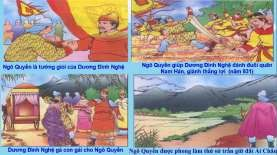 Ngô Quyền là tướng giỏi của Dương Đình Nghệ
Ngô Quyền giúp Dương Đình Nghệ đánh đuổi quân
Nam Hán, giành thắng lợi (năm 931)
Dương Đình Nghệ gả con gái cho Ngô Quyền
Ngô Quyền được phong làm thứ sử trấn giữ đất Ái Châu